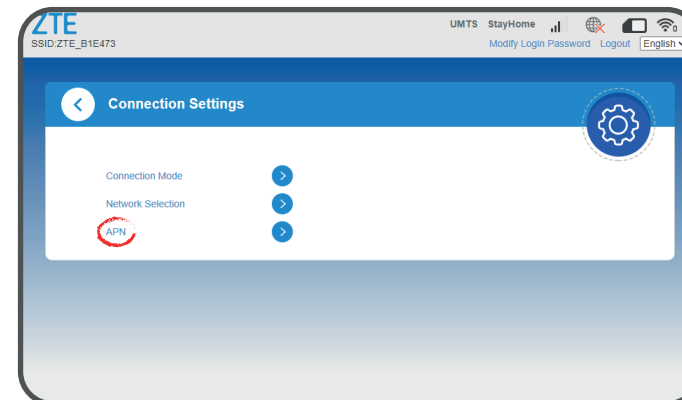 ZTE
UMTS StayHome
SSID:ZTE_B1E473
Modify Login Password Logout English
Connection Settings
Connection Mode
Network Selection
APN